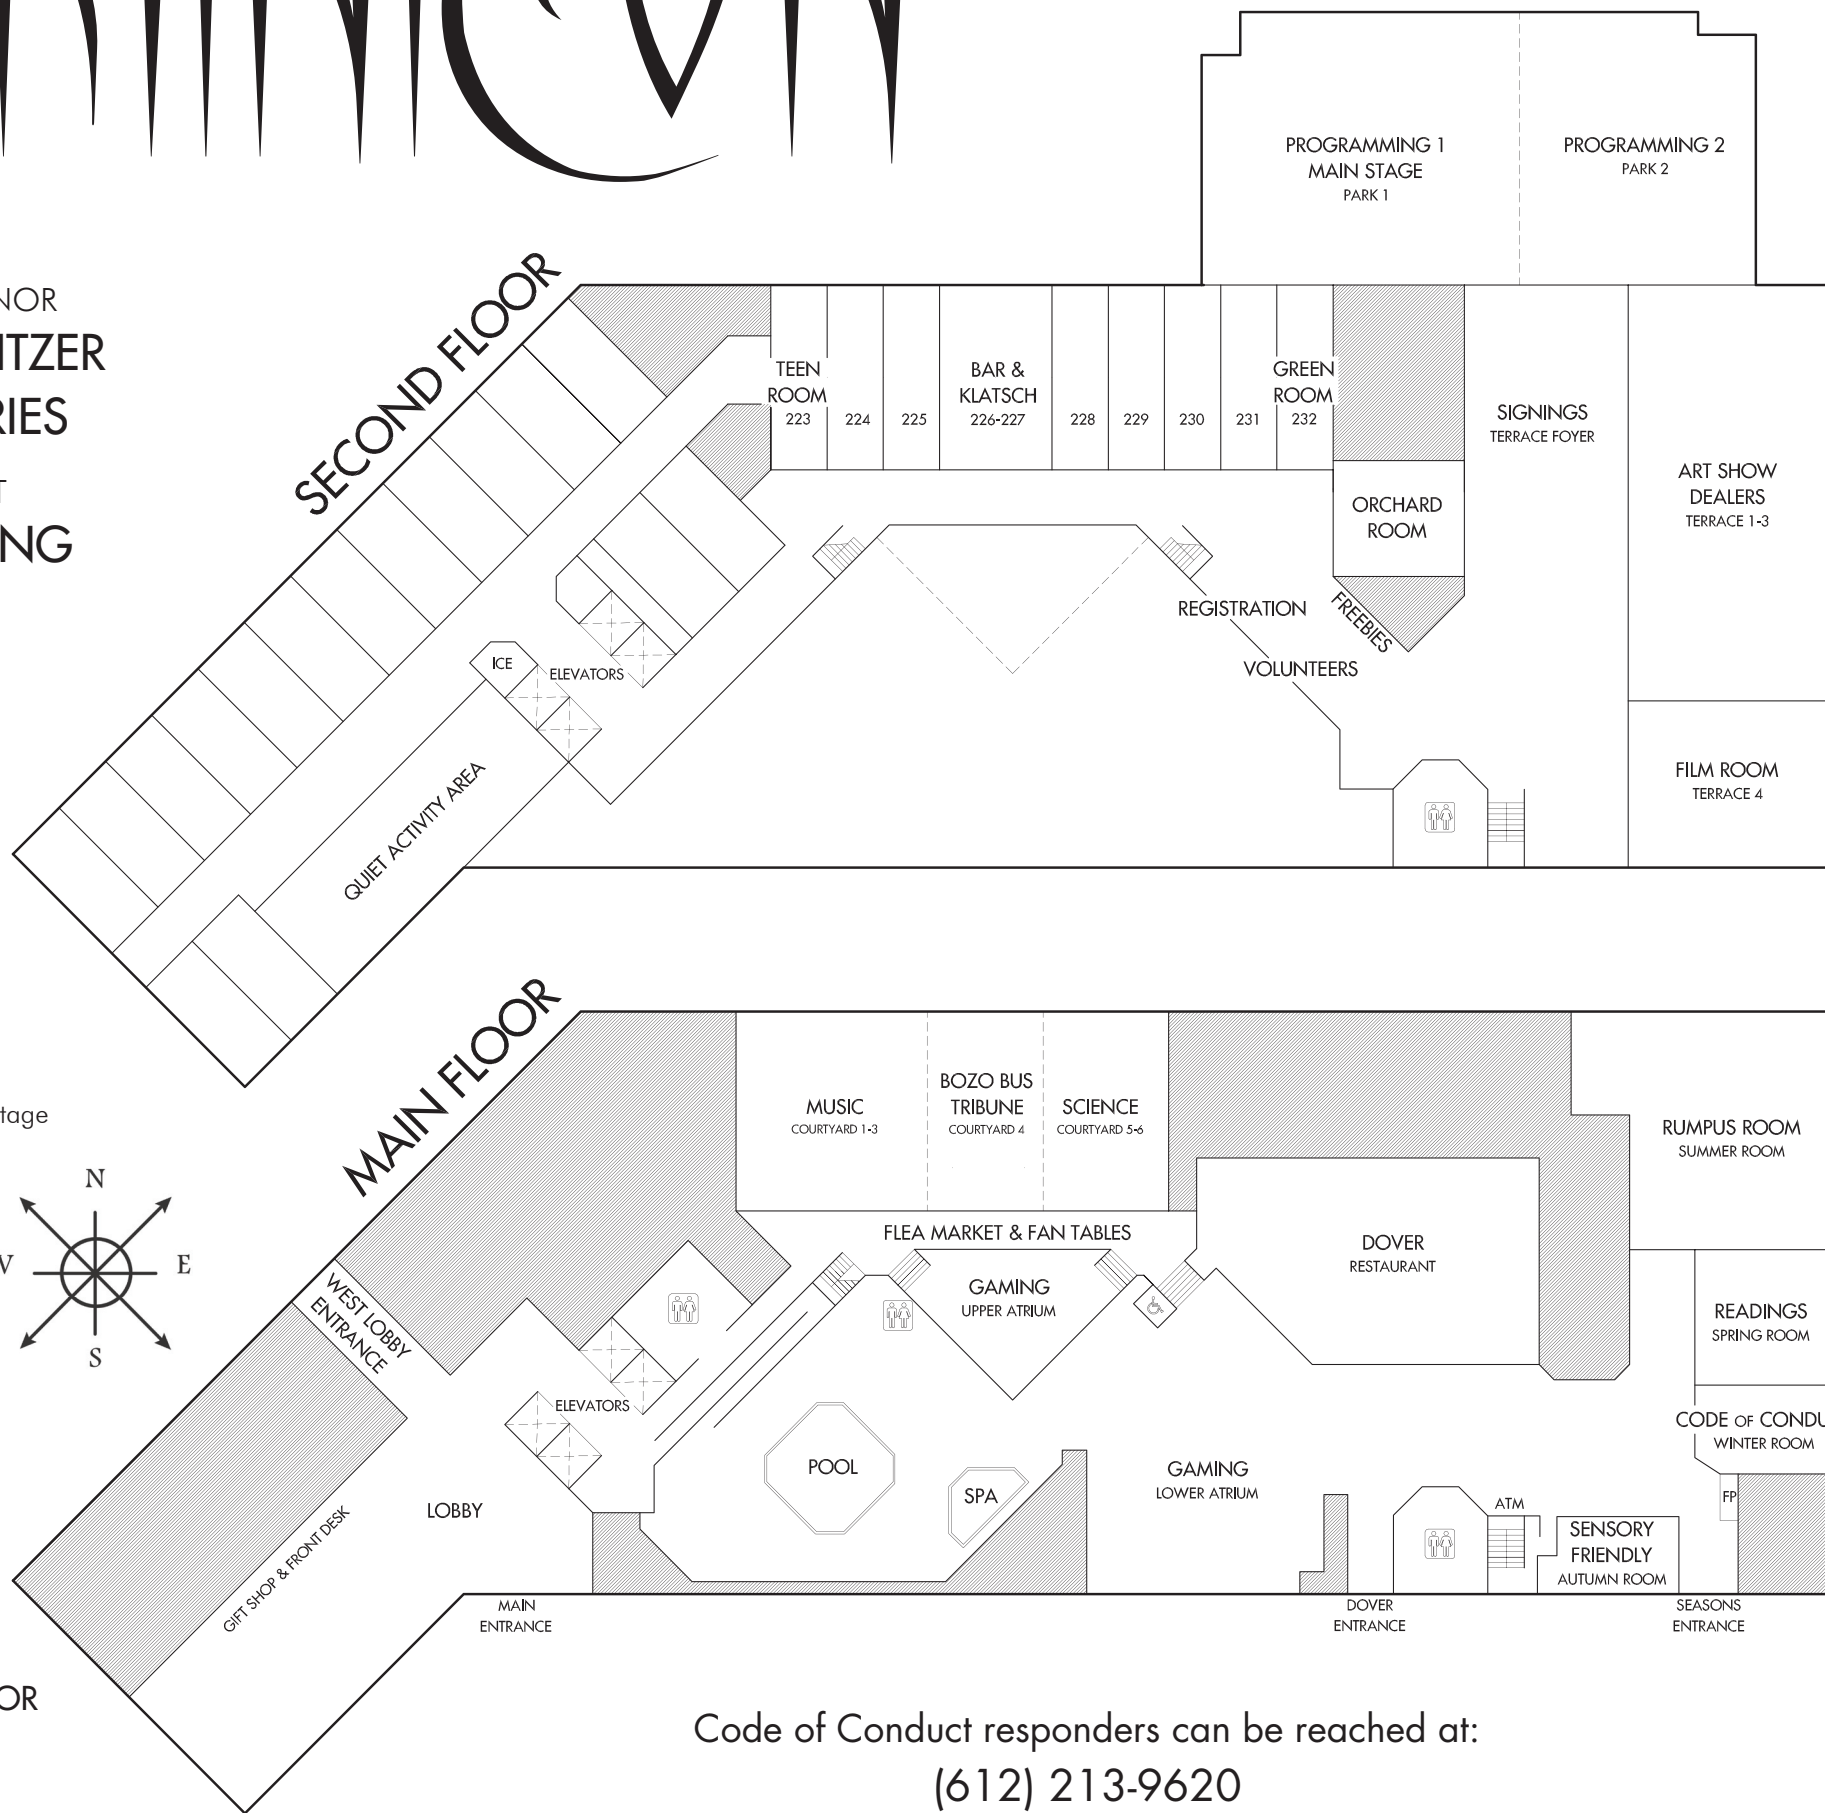 NOR
ITZER
RIES
T
NG
SECOND FLOOR
PROGRAMMING 1
MAIN STAGE
PARK 1
PROGRAMMING 2
PARK 2
TEEN
ROOM
223
224
225
BAR &
KLATSCH
226-227
228
229
230
231
GREEN
ROOM
232
SIGNINGS
TERRACE FOYER
ART SHOW
DEALERS
TERRACE 1-3
ORCHARD
ROOM
REGISTRATION
FREEBIES
VOLUNTEERS
ICE
ELEVATORS
QUIET ACTIVITY AREA
FILM ROOM
TERRACE 4
MAIN FLOOR
tage
N
V
E
S
MUSIC
COURTYARD 1-3
BOZO BUS
TRIBUNE
COURTYARD 4
SCIENCE
COURTYARD 5-6
RUMPUS ROOM
SUMMER ROOM
FLEA MARKET & FAN TABLES
GAMING
UPPER ATRIUM
DOVER
RESTAURANT
WEST LOBBY
ENTRANCE
READINGS
SPRING ROOM
ELEVATORS
CODE OF CONDU
WINTER ROOM
POOL
SPA
GAMING
LOWER ATRIUM
LOBBY
GIFT SHOP & FRONT DESK
ATM
FP
SENSORY
FRIENDLY
AUTUMN ROOM
MAIN
ENTRANCE
DOVER
ENTRANCE
SEASONS
ENTRANCE
OR
Code of Conduct responders can be reached at:
(612) 213-9620